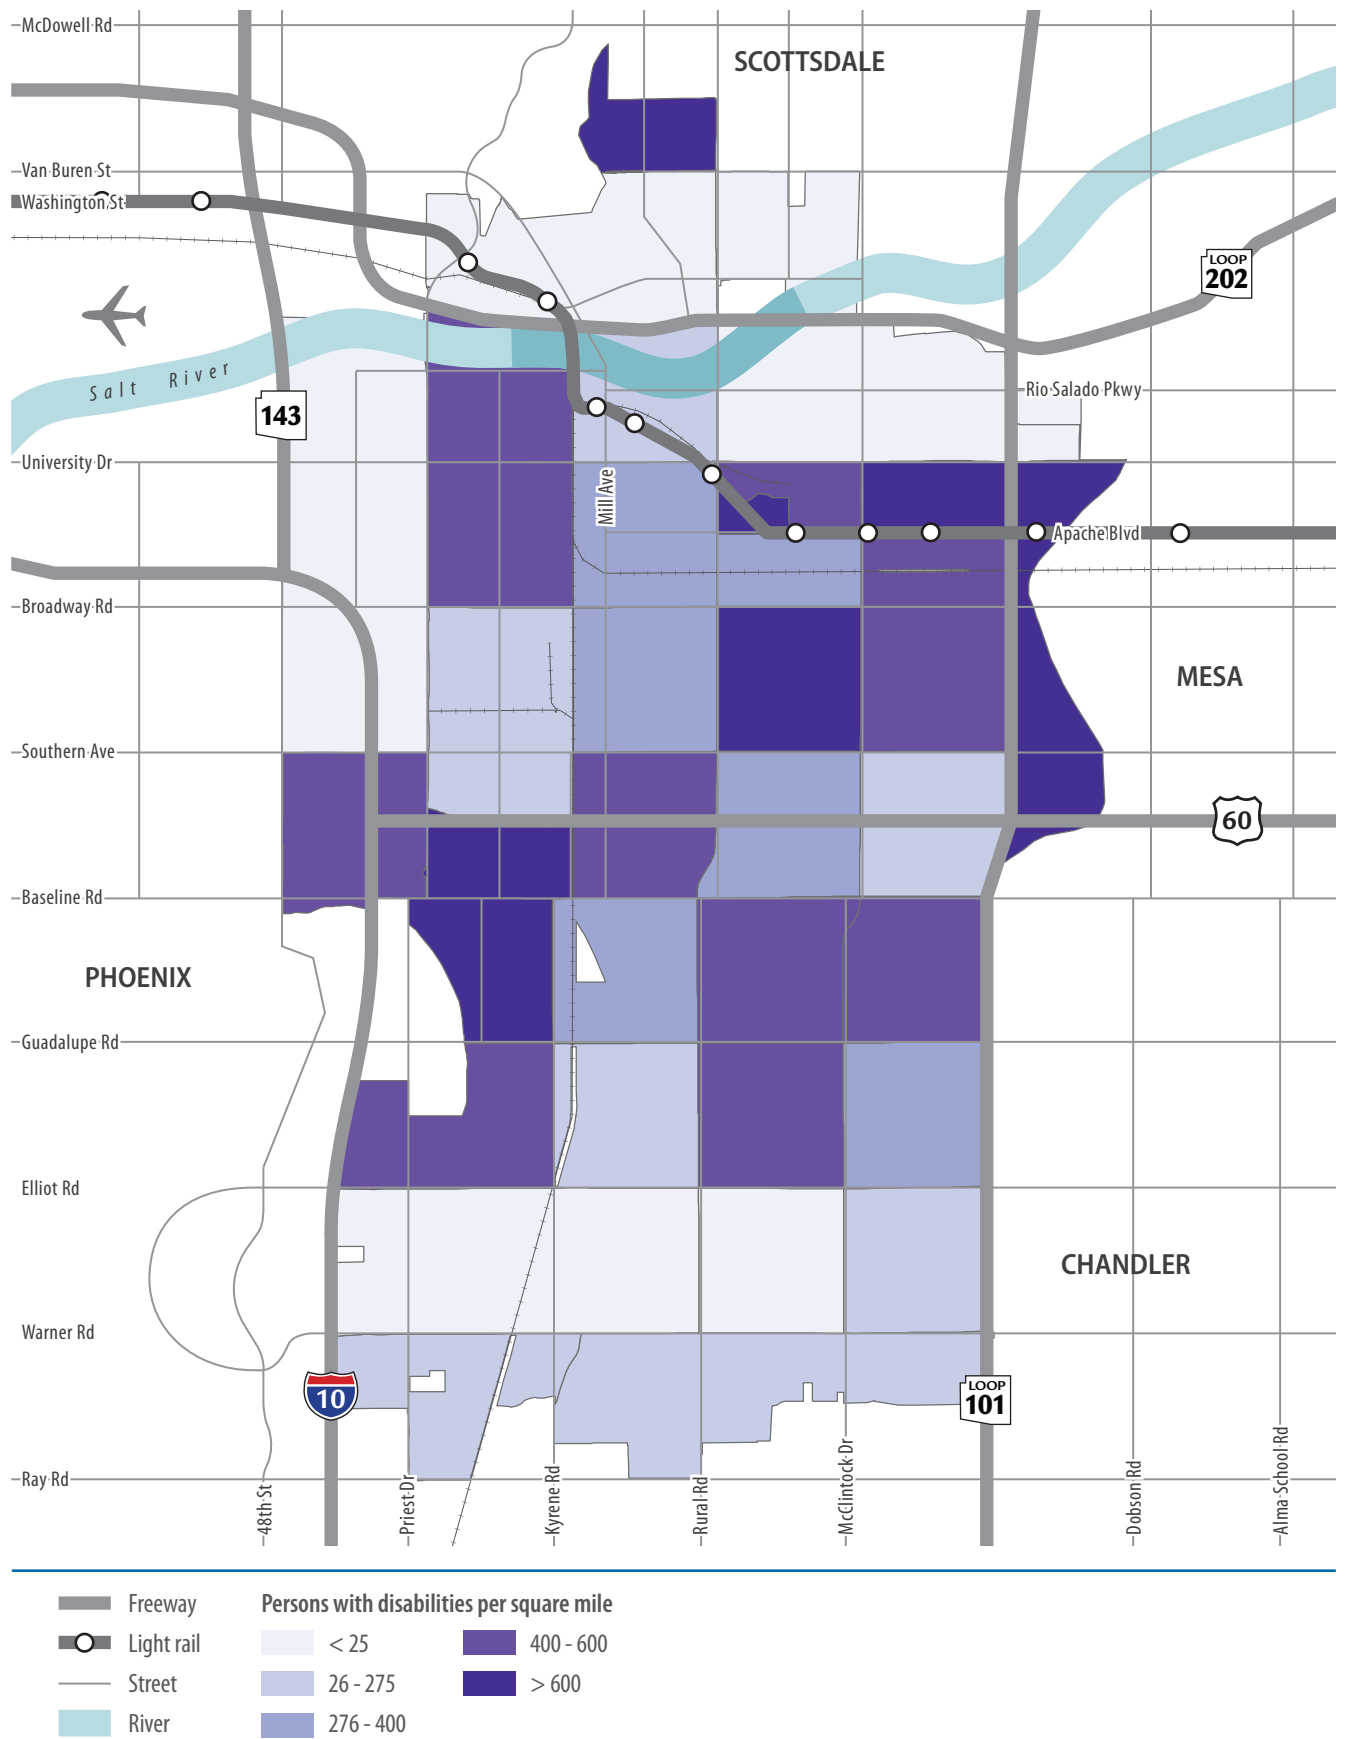 McDowell Rd
SCOTTSDALE
Van Buren St
Washington St
LOOP
202
Salt River
143
Rio Salado Pkwy
University Dr
Mill Ave
Apache Blvd
Broadway Rd
MESA
Southern Ave
60
Baseline Rd
PHOENIX
Guadalupe Rd
Elliot Rd
CHANDLER
Warner Rd
10
LOOP
101
Ray Rd
48th St
Priest Dr
Kyrene Rd
Rural Rd
McClintock Dr
Dobson Rd
Alma School Rd
Freeway
Light rail
Street
River
Persons with disabilities per square mile
< 25
26 - 275
276 - 400
400 - 600
> 600